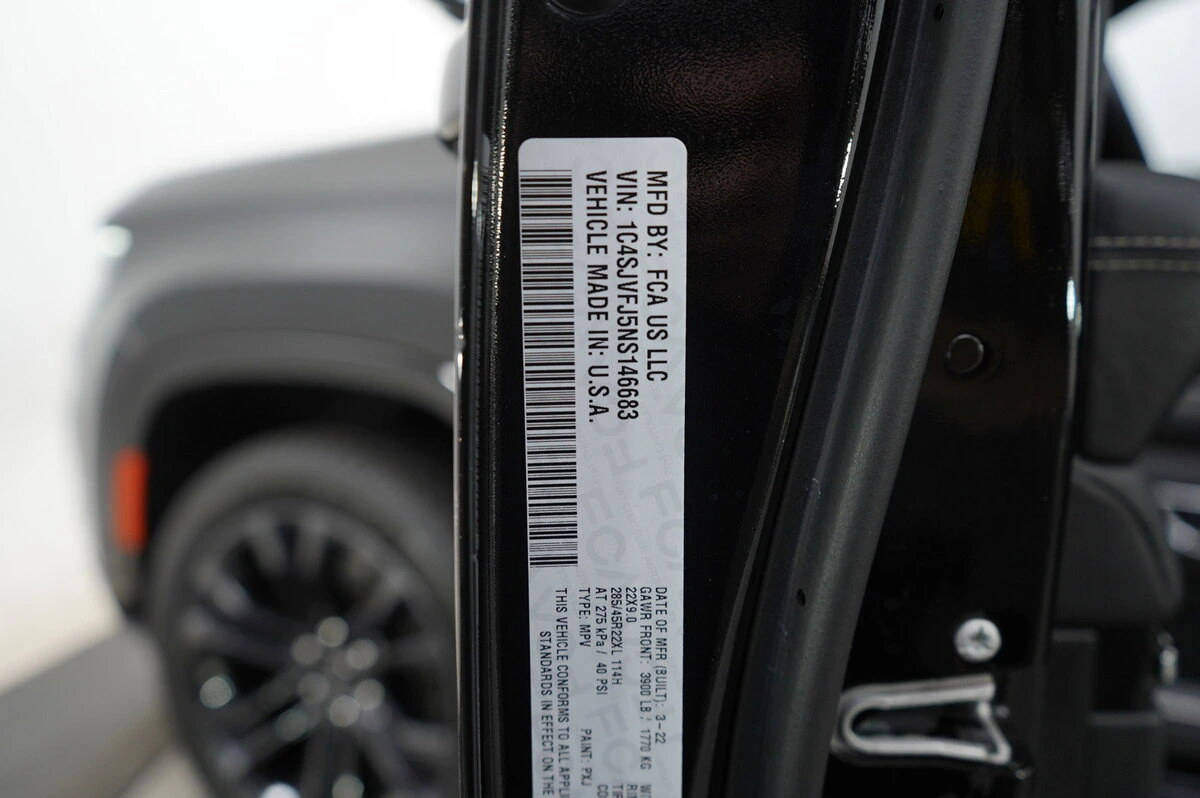 MFD BY: FCA US LLC
VIN: 1C4SJVFJ5NS146683
VEHICLE MADE IN: U.S.A.
DATE OF MFR (BUILT): 3-22
GAWR FRONT: 3900 LB / 1770 KG
22X9.0
285/45R22XL 114H
AT 275 kPa / 40 PSI
TYPE: MPV PAINT: PXJ
THIS VEHICLE CONFORMS TO ALL
STANDARDS IN EFFECT ON THE